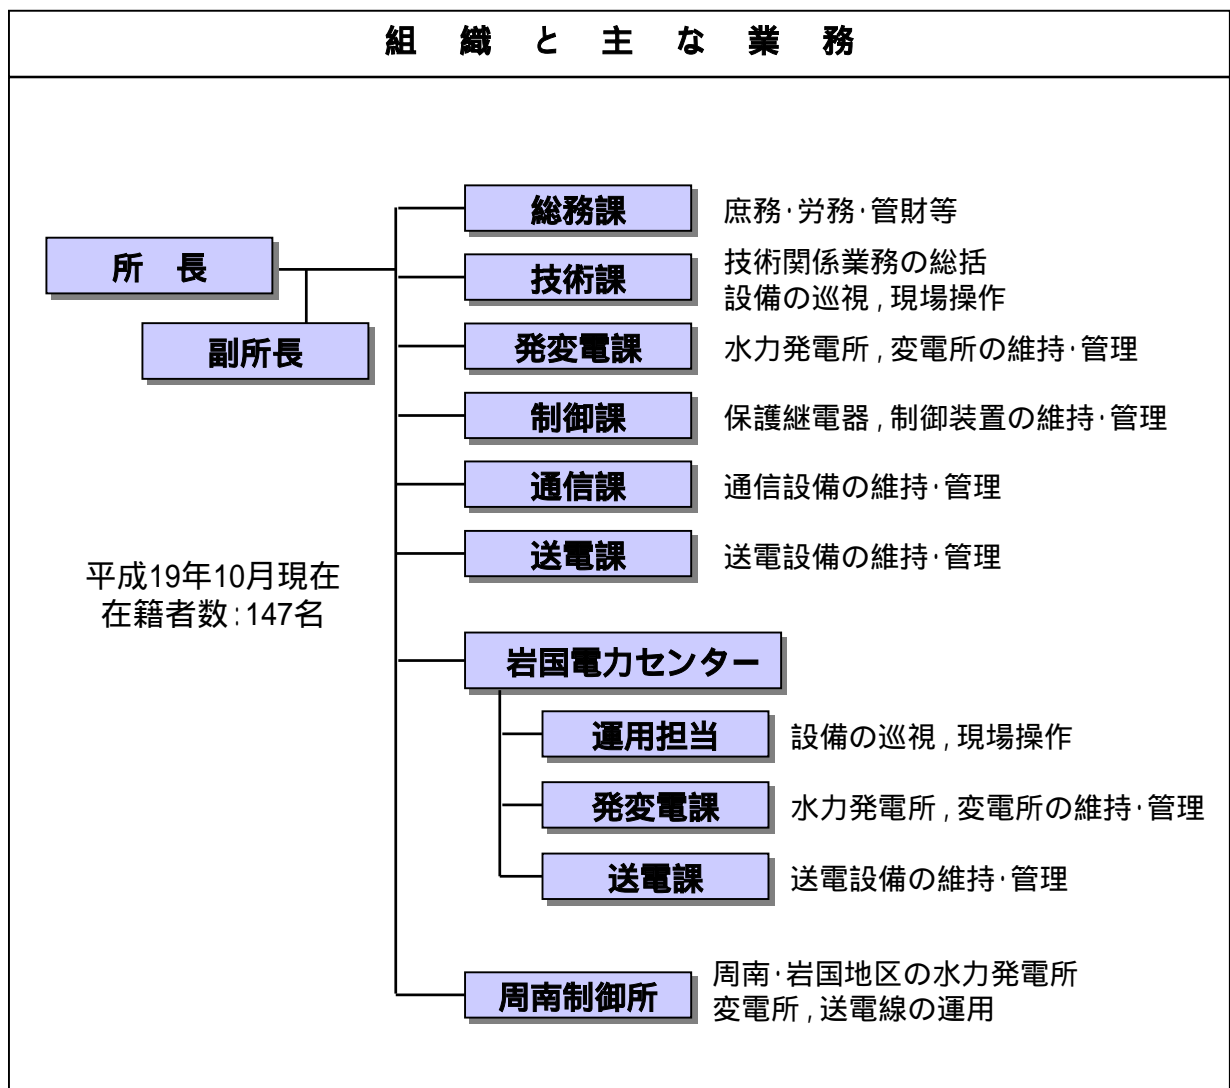 組織と主な業務
所長
副所長
総務課 庶務·労務·管財等
技術課 技術関係業務の総括
設備の巡視,現場操作
発変電課 水力発電所,変電所の維持·管理
制御課 保護継電器,制御装置の維持·管理
通信課 通信設備の維持·管理
送電課 送電設備の維持·管理
平成19年10月現在
在籍者数:147名
岩国電力センター
運用担当 設備の巡視,現場操作
発変電課 水力発電所,変電所の維持·管理
送電課 送電設備の維持·管理
周南制御所 周南·岩国地区の水力発電所
変電所,送電線の運用